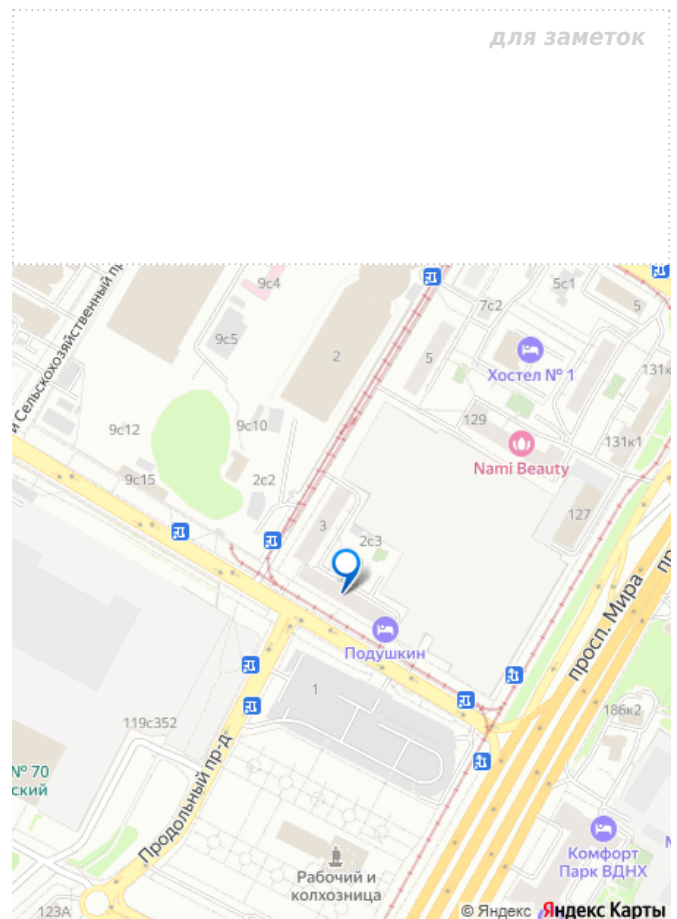 для заметок
9с4
5с1
7с2
5
9с5
2
5
Хостел № 1
131к
и Сельскохозяйственный пр
129
9с12
9с10
131к1
Nami Beauty
9с15
2с2
127
3
2с3
просп. Мира
пр
Подушкин
1
186к2
119с352
№ 70
ский
Продольный пр-д
Комфорт
Парк ВДНХ
Рабочий и
колхозница
123А
© Яндекс Яндекс Карты